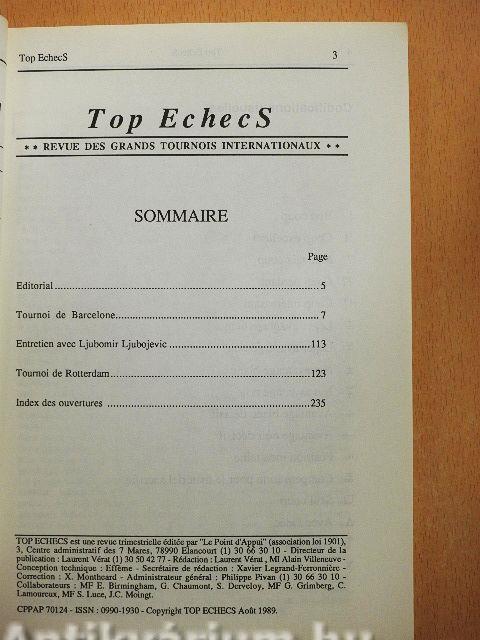 Top EchecS 3
Top EchecS
* * REVUE DES GRANDS TOURNOIS INTERNATIONAUX * *
SOMMAIRE
Page
Editorial ........ 5
Tournoi de Barcelone ........ 7
Entretien avec Ljubomir Ljubojevic ........ 113
Tournoi de Rotterdam ........ 123
Index des ouvertures ........ 235
TOP ECHECS est une revue trimestrielle éditée par "Le Point d'Appui" (association loi 1901),
3, Centre administratif des 7 Mares, 78990 Elancourt (1) 30 66 30 10 - Directeur de la
publication : Laurent Vérat (1) 30 50 42 77 - Rédaction : Laurent Vérat , MI Alain Villeneuve -
Conception technique : Effème - Secrétaire de rédaction : Xavier Legrand-Ferronnière -
Correction : X. Montheard - Administrateur général : Philippe Pivan (1) 30 66 30 10 -
Collaborateurs : MF E. Birmingham, G. Chaumont, S. Derveloy, MF G. Grimberg, C.
Lamoureux, MF S. Luce, J.C. Moingt.
CPPAP 70124 - ISSN : 0990-1930 - Copyright TOP ECHECS Août 1989.